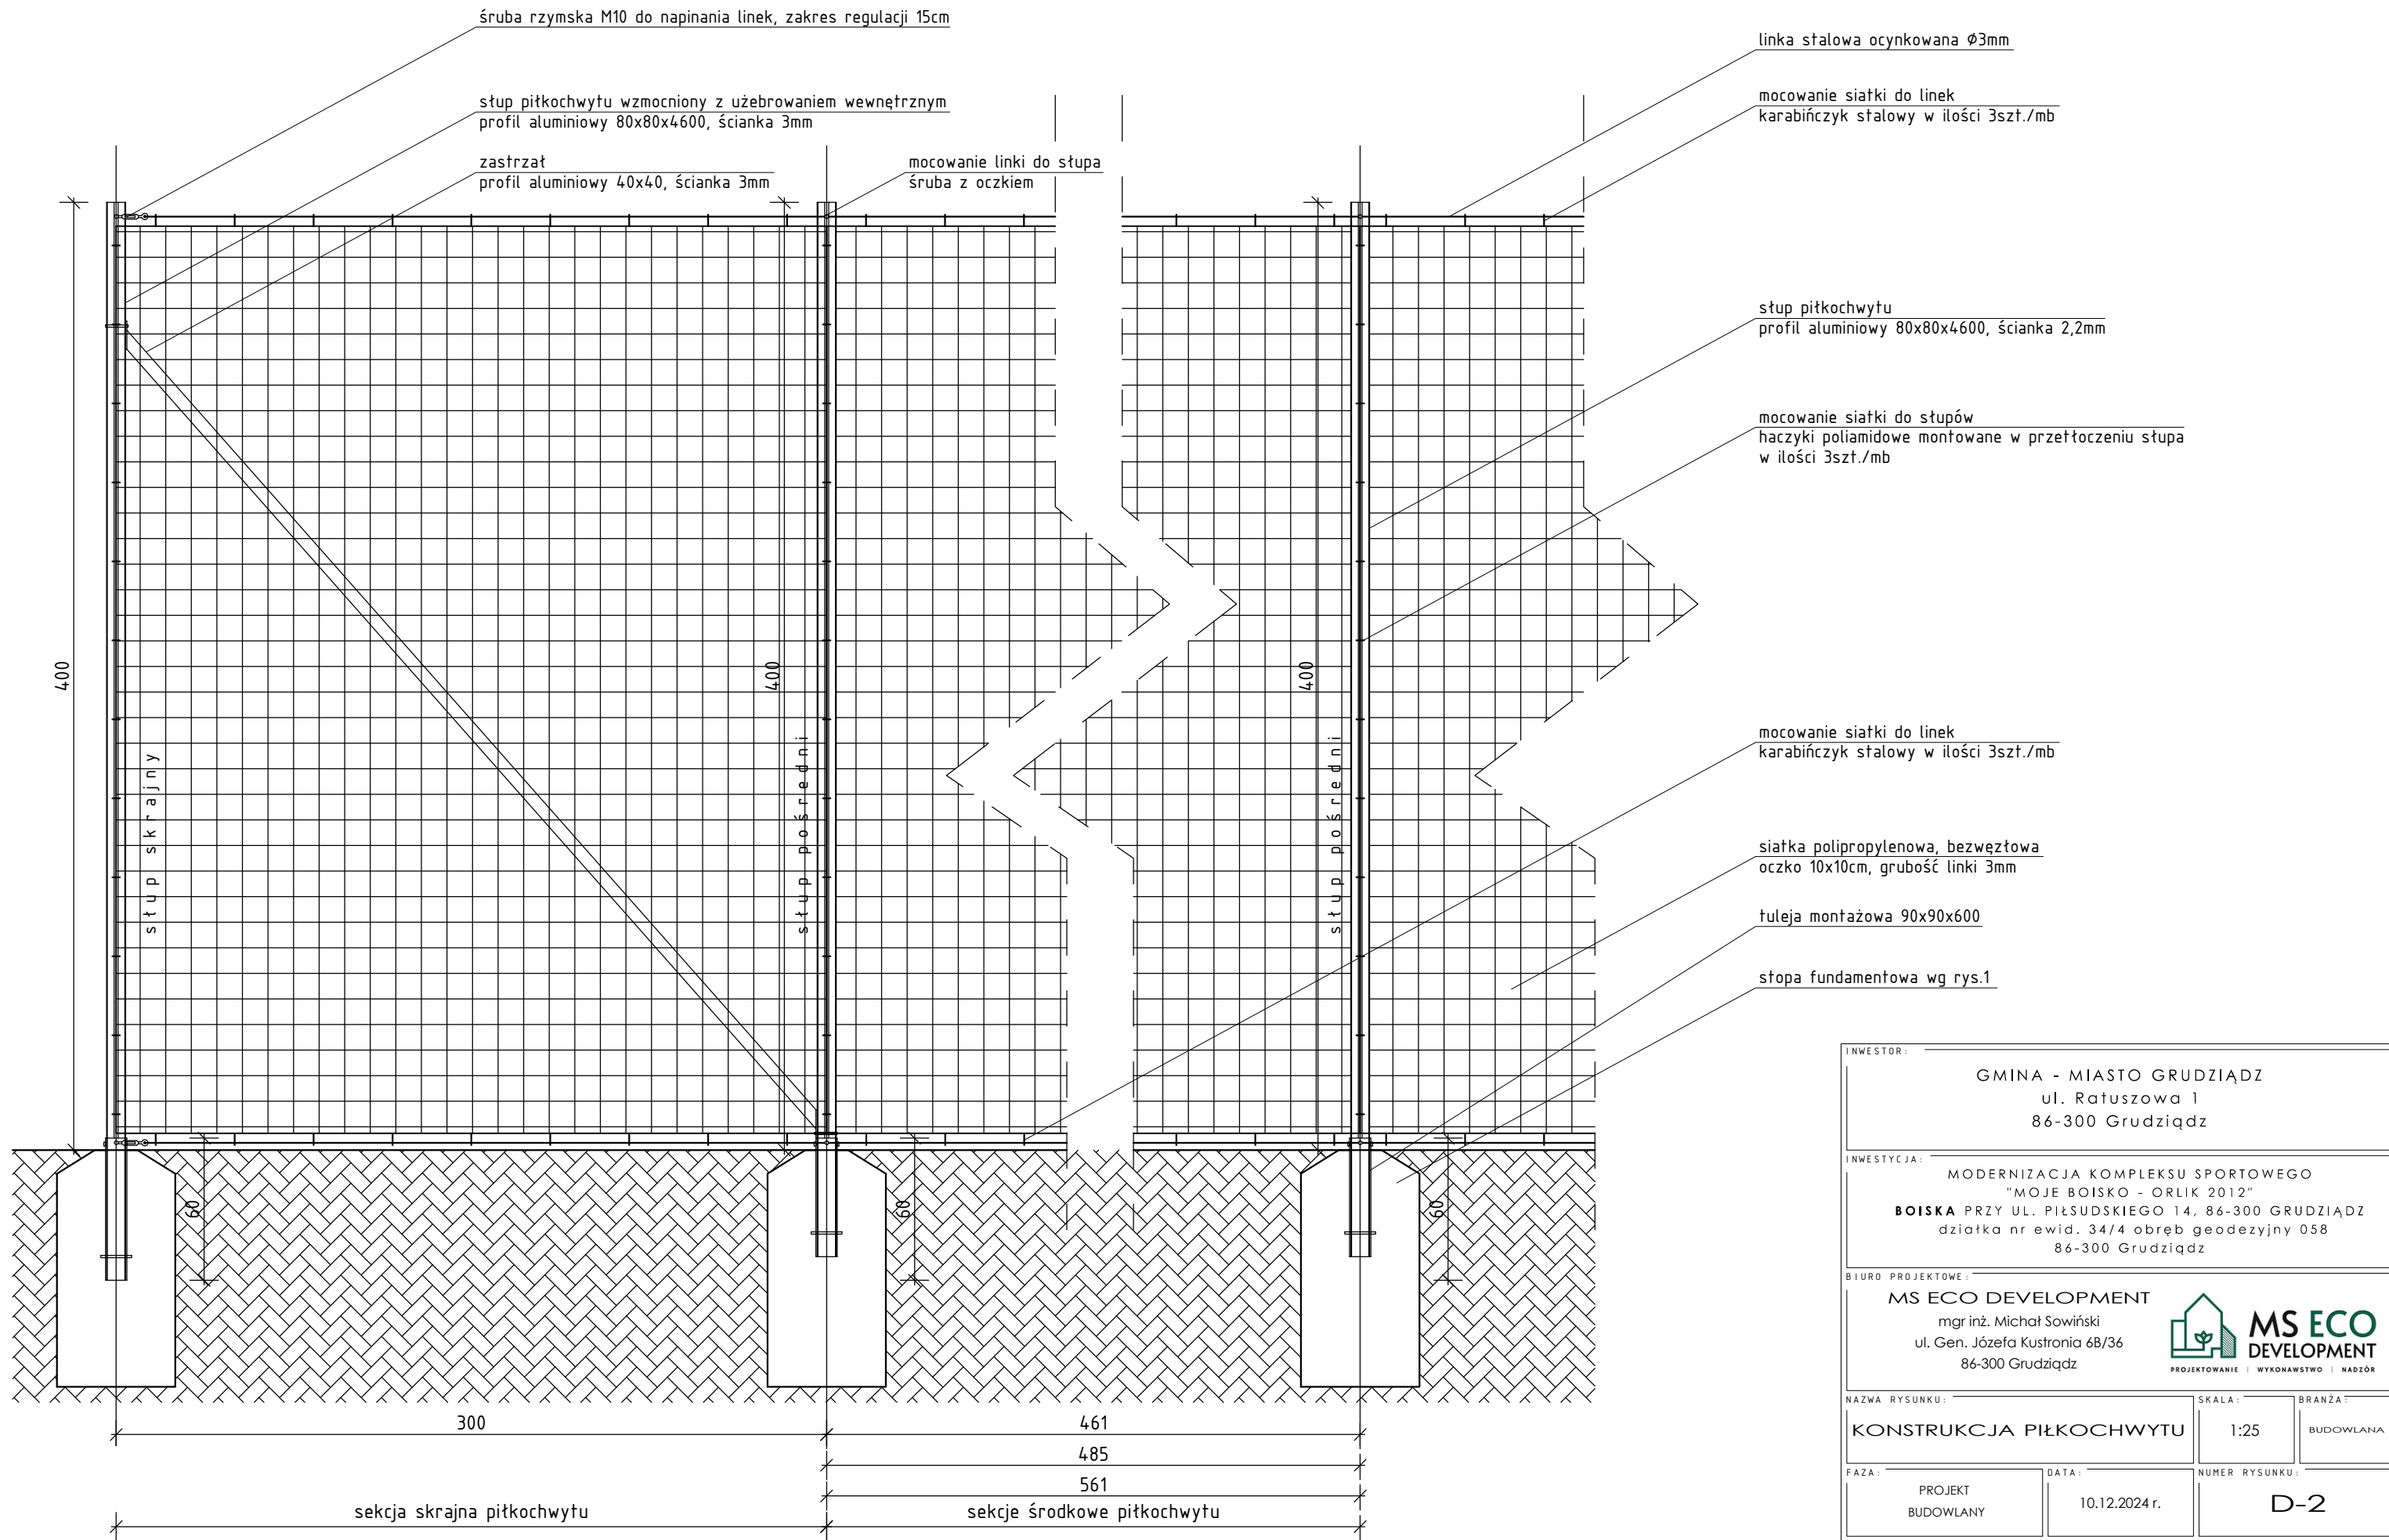 śruba rzymska M10 do napinania linek, zakres regulacji 15cm
słup piłkochwytu wzmocniony z użebrowaniem wewnętrznym
profil aluminiowy 80x80x4600, ścianka 3mm
zastrzał
profil aluminiowy 40x40, ścianka 3mm
mocowanie linki do słupa
śruba z oczkiem
linka stalowa ocynkowana Ø3mm
mocowanie siatki do linek
karabińczyk stalowy w ilości 3szt./mb
słup piłkochwytu
profil aluminiowy 80x80x4600, ścianka 2,2mm
mocowanie siatki do słupów
haczyki poliamidowe montowane w przetłoczeniu słupa
w ilości 3szt./mb
mocowanie siatki do linek
karabińczyk stalowy w ilości 3szt./mb
siatka polipropylenowa, bezwęzłowa
oczko 10x10cm, grubość linki 3mm
tuleja montażowa 90x90x600
stopa fundamentowa wg rys.1
400
400
400
słup skrajny
słup pośredni
słup pośredni
60
60
60
300
461
485
561
sekcja skrajna piłkochwytu
sekcje środkowe piłkochwytu
INWESTOR:
GMINA - MIASTO GRUDZIĄDZ
ul. Ratuszowa 1
86-300 Grudziądz
INWESTYCJA:
MODERNIZACJA KOMPLEKSU SPORTOWEGO
"MOJE BOISKO - ORLIK 2012"
BOISKA PRZY UL. PIŁSUDSKIEGO 14, 86-300 GRUDZIĄDZ
działka nr ewid. 34/4 obręb geodezyjny 058
86-300 Grudziądz
BIURO PROJEKTOWE:
MS ECO DEVELOPMENT
mgr inż. Michał Sowiński
ul. Gen. Józefa Kustronia 6B/36
86-300 Grudziądz
MS ECO
DEVELOPMENT
PROJEKTOWANIE | WYKONAWSTWO | NADZÓR
NAZWA RYSUNKU:
KONSTRUKCJA PIŁKOCHWYTU
SKALA:
1:25
BRANŻA:
BUDOWLANA
FAZA:
PROJEKT
BUDOWLANY
DATA:
10.12.2024 r.
NUMER RYSUNKU:
D-2